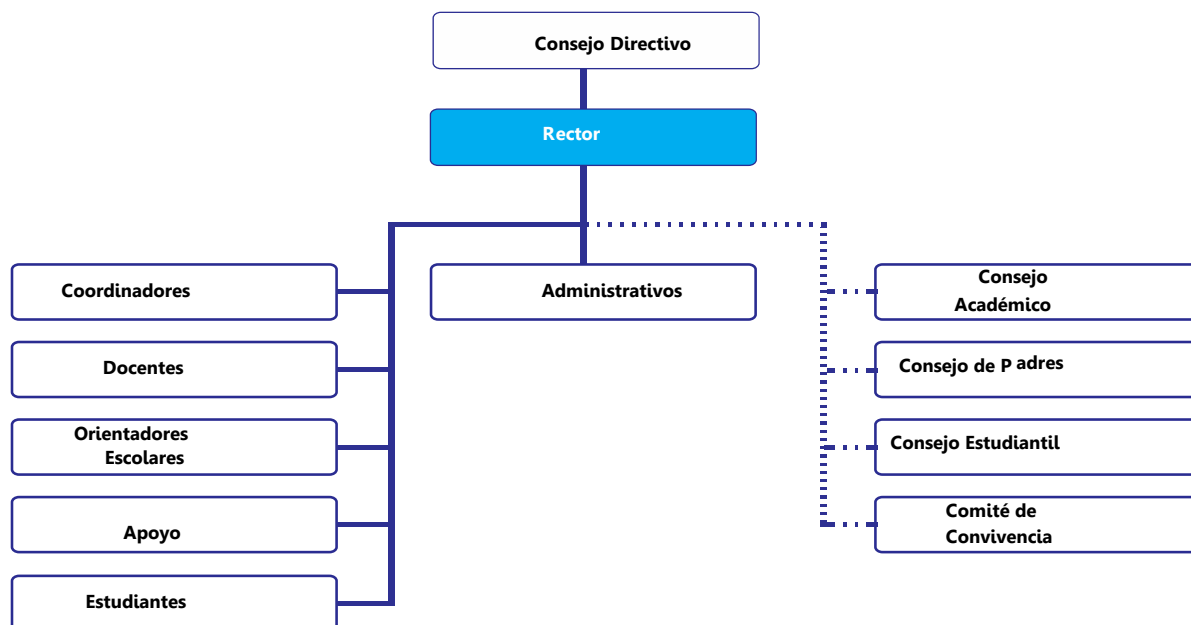 Consejo Directivo
Rector
Coordinadores
Administrativos
Consejo
Académico
Docentes
Consejo de Padres
Orientadores
Escolares
Consejo Estudiantil
Apoyo
Comité de
Convivencia
Estudiantes